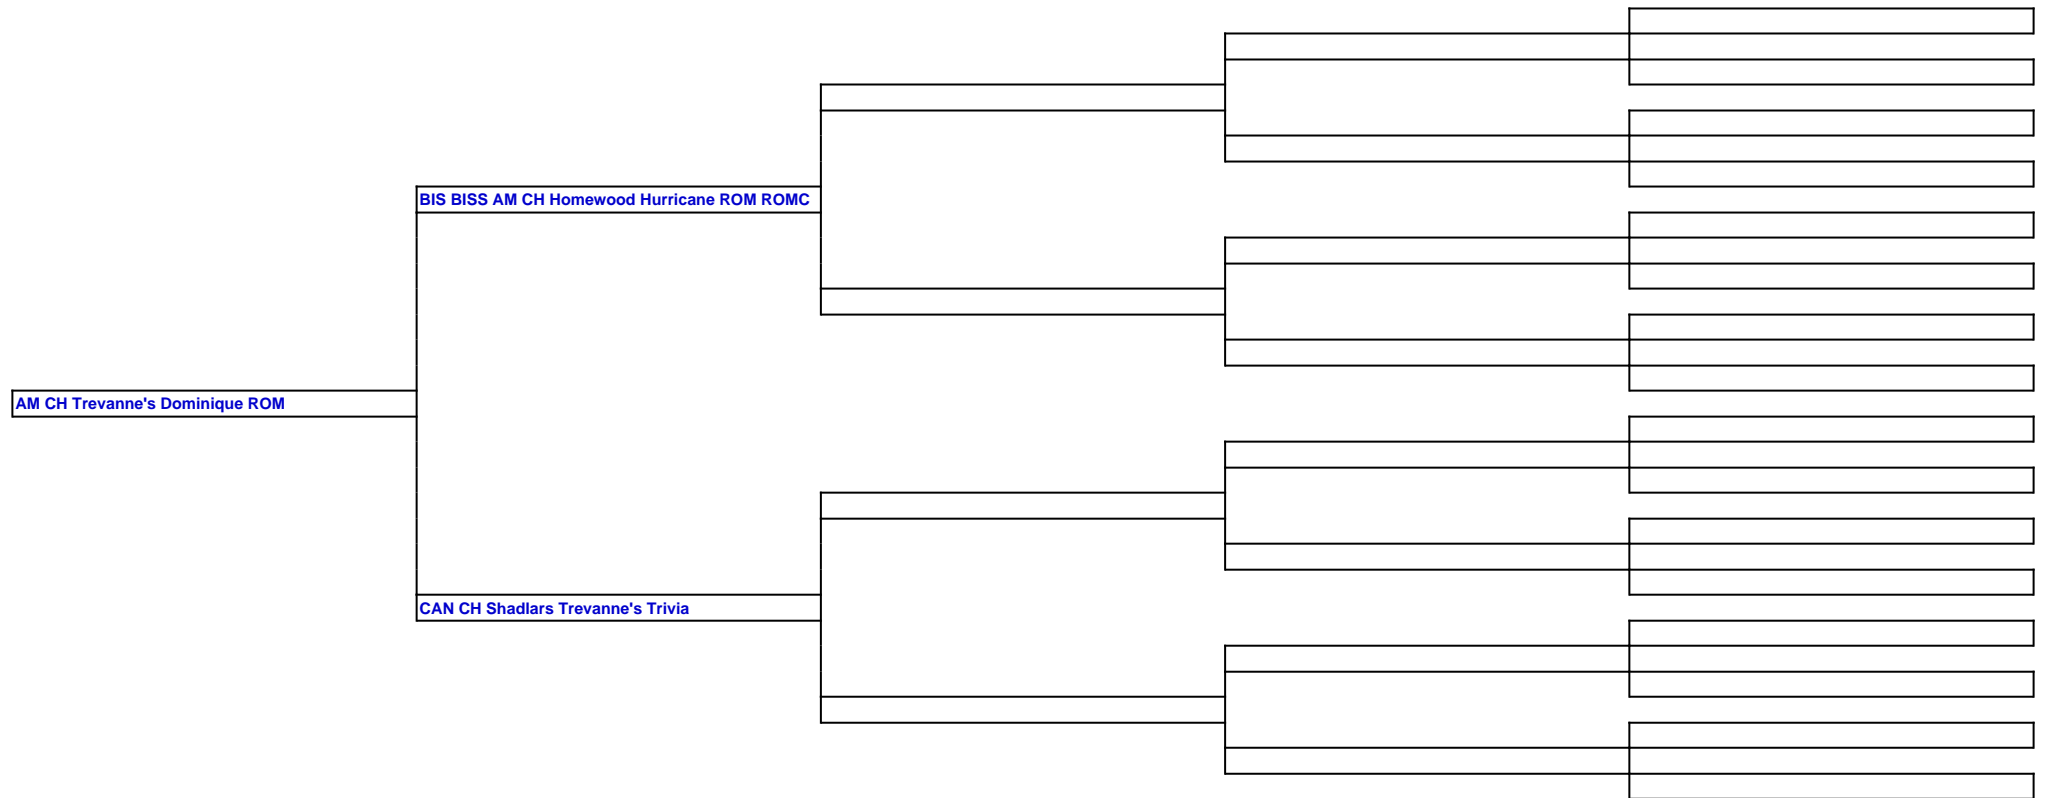 BIS BISS AM CH Homewood Hurricane ROM ROMC
AM CH Trevanne's Dominique ROM
CAN CH Shadlars Trevanne's Trivia